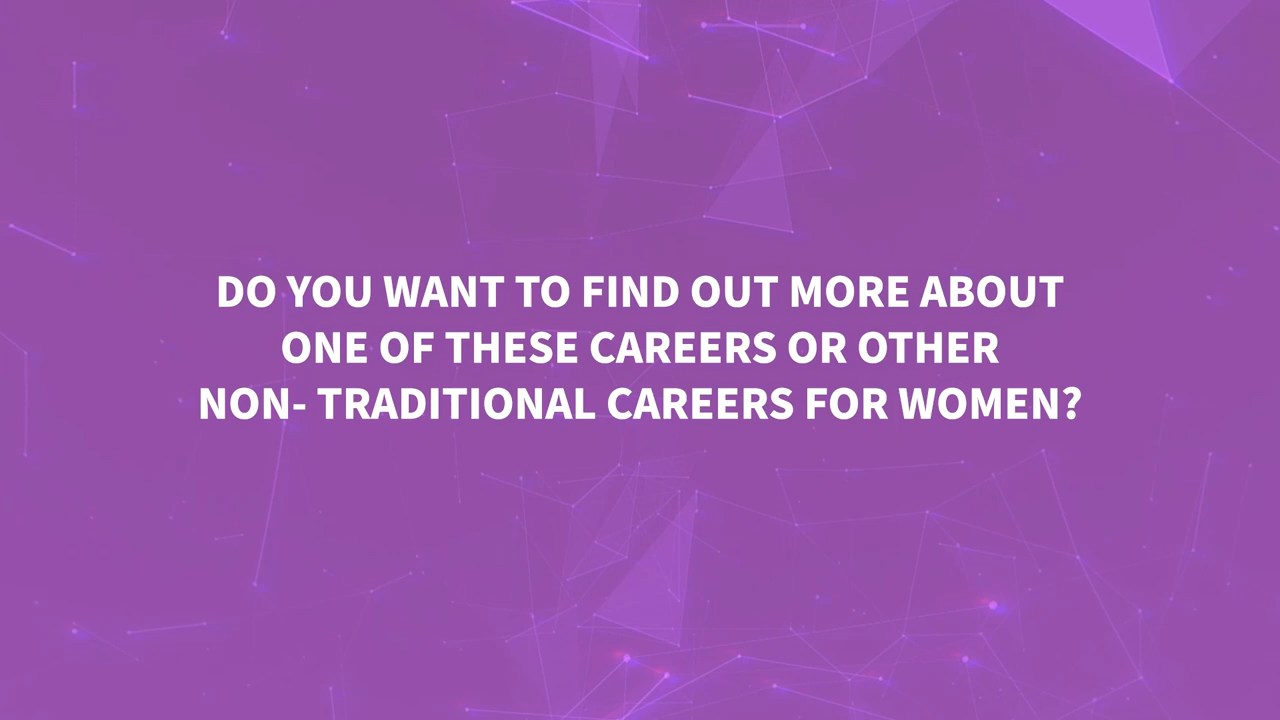 DO YOU WANT TO FIND OUT MORE ABOUT
ONE OF THESE CAREERS OR OTHER
NON- TRADITIONAL CAREERS FOR WOMEN?